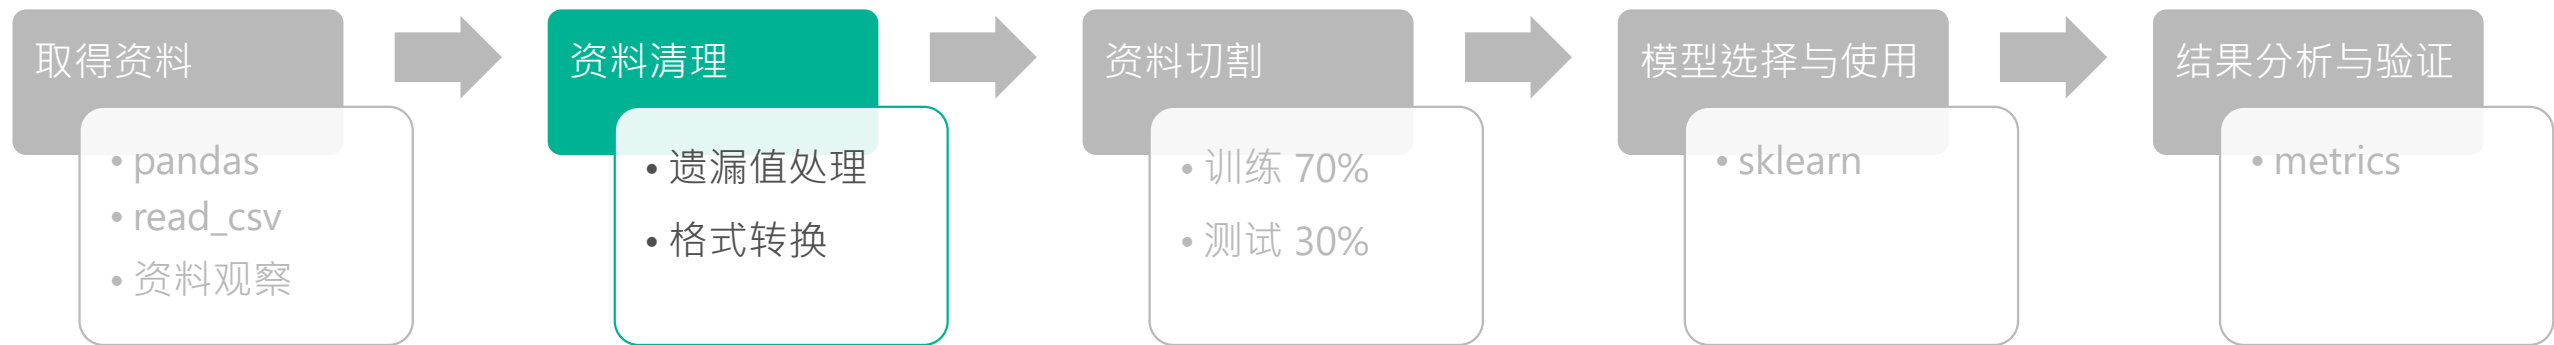 取得资料
• pandas
• read_csv
• 资料观察
资料清理
• 遗漏值处理
• 格式转换
资料切割
• 训练 70%
• 测试 30%
模型选择与使用
• sklearn
结果分析与验证
• metrics